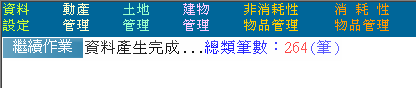 資料 動產 土地 建物 非消耗性 消 耗 性
設定 管理 管理 管理 物品管理 物品管理
繼續作業 資料產生完成...總類筆數：264(筆)